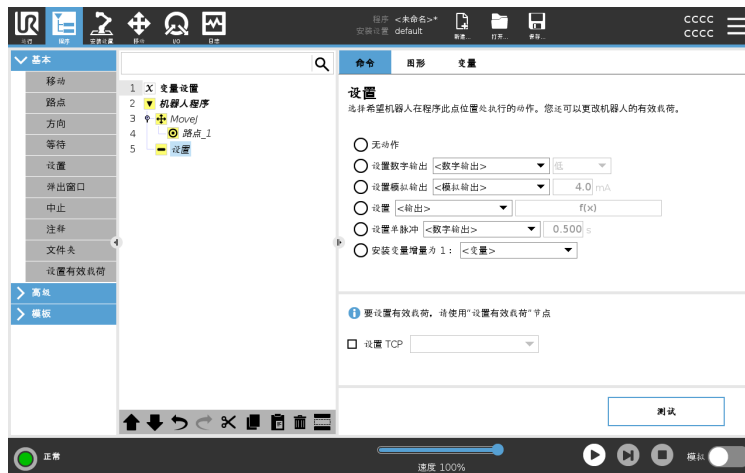 UR
运行
程序
安装设置
移动
I/O
日志
程序 <未命名>*
安装设置 default
新建...
打开...
保存...
cccc
cccc
基本
移动
路点
方向
等待
设置
弹出窗口
中止
注释
文件夹
设置有效载荷
高级
模板
1 X 变量设置
2 机器人程序
3 MoveJ
4 路点_1
5 设置
命令 图形 变量
设置
选择希望机器人在程序此点位置处执行的动作。您还可以更改机器人的有效载荷。
无动作
设置数字输出 <数字输出> 低
设置模拟输出 <模拟输出> 4.0 mA
设置 <输出> f(x)
设置单脉冲 <数字输出> 0.500 s
安装变量增量为 1： <变量>
要设置有效载荷，请使用"设置有效载荷"节点
设置 TCP
测试
正常
速度 100%
模拟